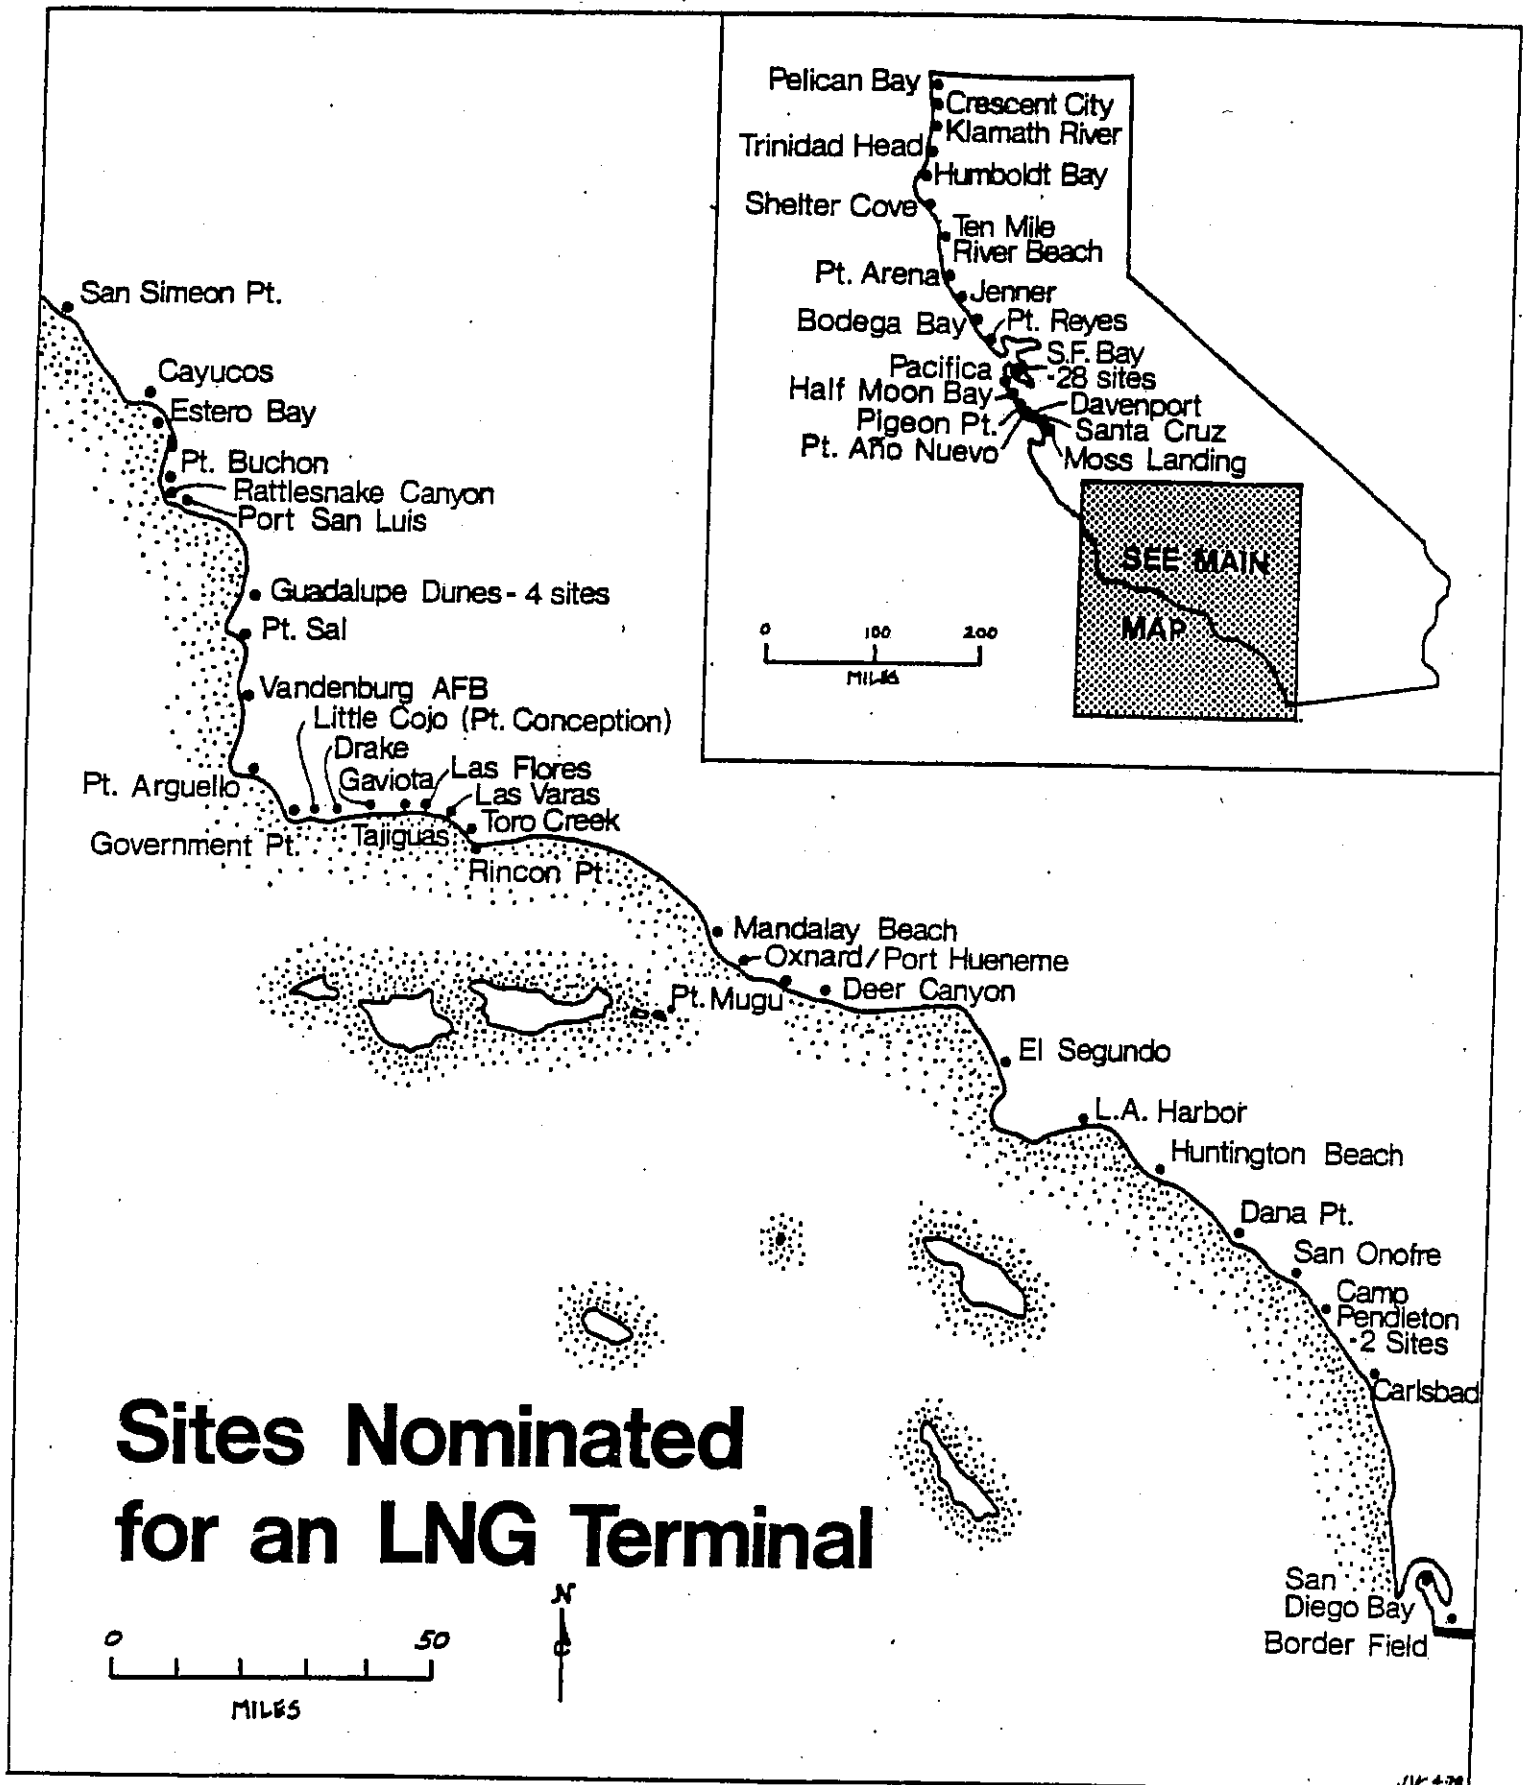 Pelican Bay
Crescent City
Klamath River
Trinidad Head
Humboldt Bay
Shelter Cove
Ten Mile
River Beach
Pt. Arena
Jenner
Bodega Bay
Pt. Reyes
S.F. Bay
-28 sites
Pacifica
Half Moon Bay
Davenport
Pigeon Pt.
Santa Cruz
Pt. Año Nuevo
Moss Landing
SEE MAIN
MAP
0 100 200
MILES
San Simeon Pt.
Cayucos
Estero Bay
Pt. Buchon
Rattlesnake Canyon
Port San Luis
Guadalupe Dunes - 4 sites
Pt. Sal
Vandenburg AFB
Little Cojo (Pt. Conception)
Drake
Gaviota
Las Flores
Pt. Arguello
Las Varas
Toro Creek
Tajiguas
Government Pt.
Rincon Pt.
Mandalay Beach
Oxnard/Port Hueneme
Pt. Mugu
Deer Canyon
El Segundo
L.A. Harbor
Huntington Beach
Dana Pt.
San Onofre
Camp
Pendleton
-2 Sites
Carlsbad
Sites Nominated
for an LNG Terminal
N
San
Diego Bay
Border Field
0 50
MILES